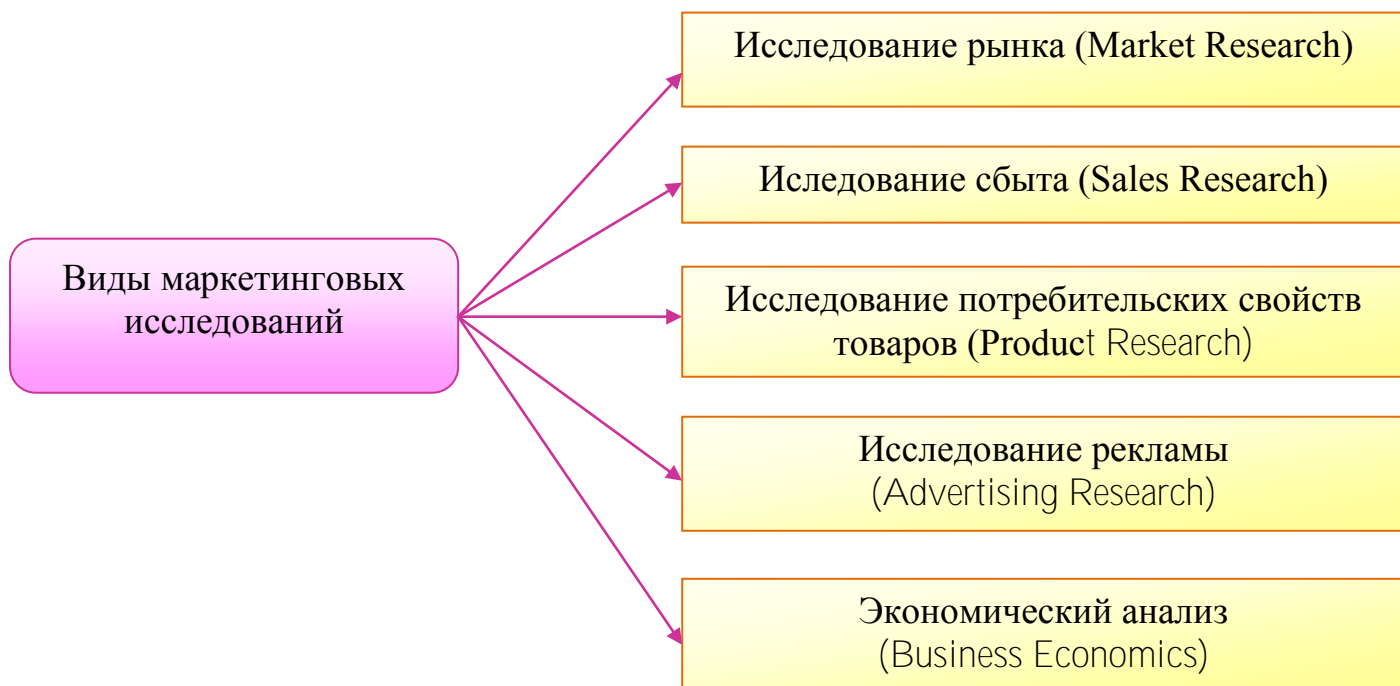 Исследование рынка (Market Research)
Иследование сбыта (Sales Research)
Виды маркетинговых
исследований
Исследование потребительских свойств
товаров (Product Research)
Исследование рекламы
(Advertising Research)
Экономический анализ
(Business Economics)